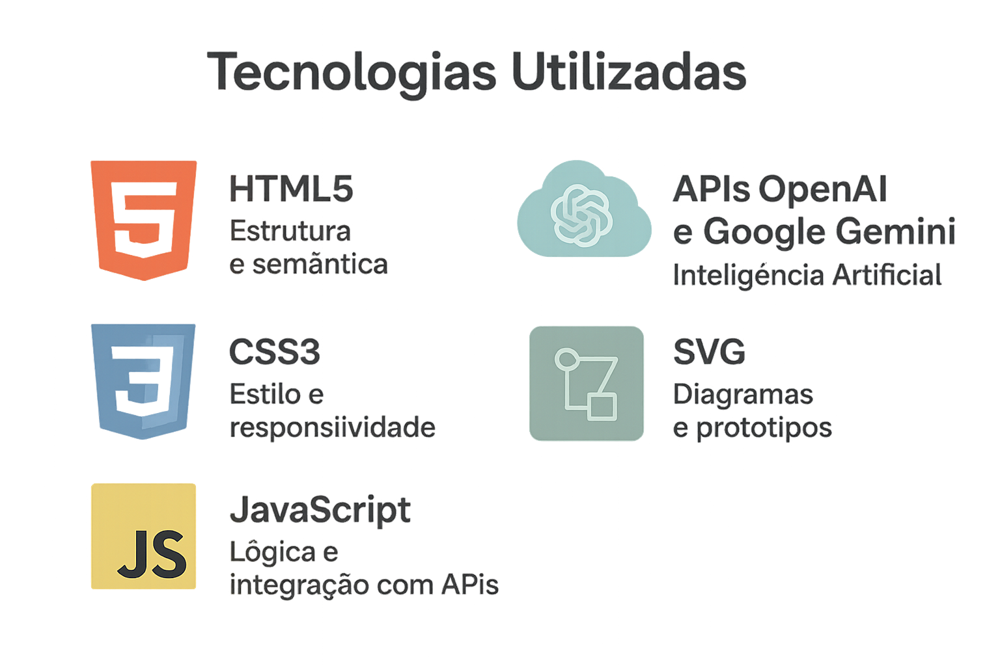 Tecnologias Utilizadas
5
HTML5
Estrutura
e semãntica
3
CSS3
Estilo e
responsiividade
JS
JavaScript
Lôgica e
integração com APis
APIs OpenAI
e Google Gemini
Inteligéncia Artificial
SVG
Diagramas
e prototipos